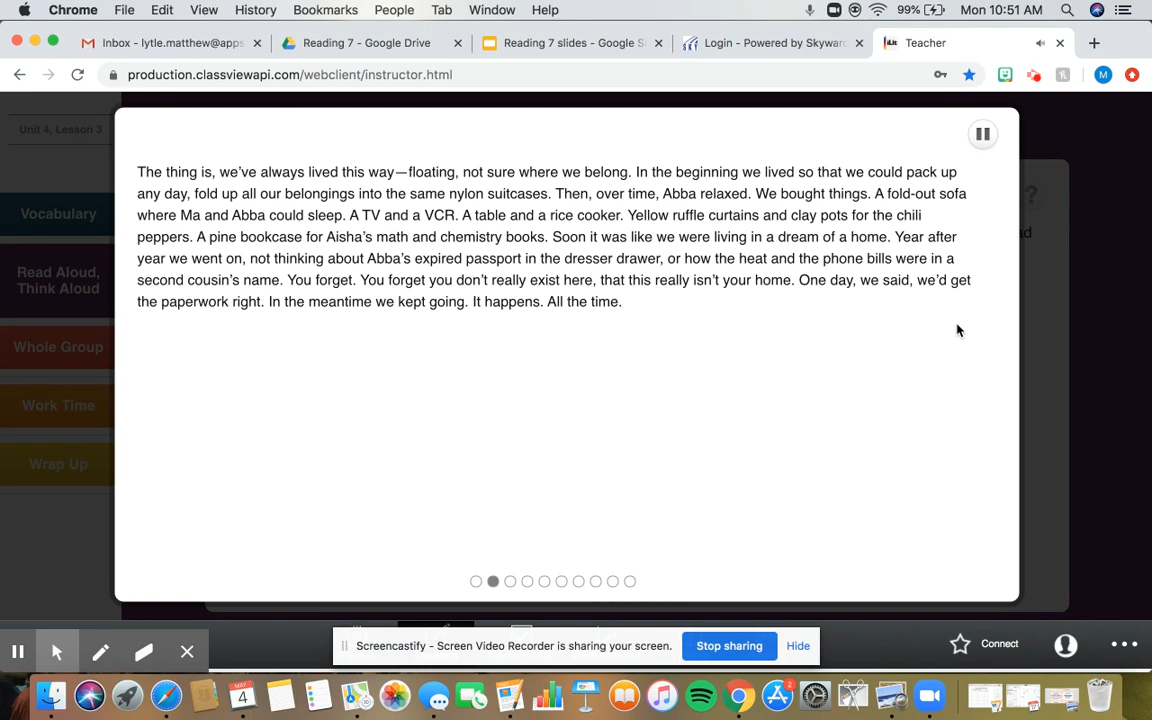 Chrome File Edit View History Bookmarks People Tab Window Help 99% Mon 10:51 AM
Inbox - lytle.matthew@apps Reading 7 - Google Drive Reading 7 slides - Google Sl Login - Powered by Skyward Teacher
production.classviewapi.com/webclient/instructor.html M
Unit 4, Lesson 3
Vocabulary
Read Aloud,
Think Aloud
Whole Group
Work Time
Wrap Up
The thing is, we've always lived this way—floating, not sure where we belong. In the beginning we lived so that we could pack up
any day, fold up all our belongings into the same nylon suitcases. Then, over time, Abba relaxed. We bought things. A fold-out sofa
where Ma and Abba could sleep. A TV and a VCR. A table and a rice cooker. Yellow ruffle curtains and clay pots for the chili
peppers. A pine bookcase for Aisha's math and chemistry books. Soon it was like we were living in a dream of a home. Year after
year we went on, not thinking about Abba's expired passport in the dresser drawer, or how the heat and the phone bills were in a
second cousin's name. You forget. You forget you don't really exist here, that this really isn't your home. One day, we said, we'd get
the paperwork right. In the meantime we kept going. It happens. All the time.
Screencastify - Screen Video Recorder is sharing your screen. Stop sharing Hide
Connect
MAY
4
2